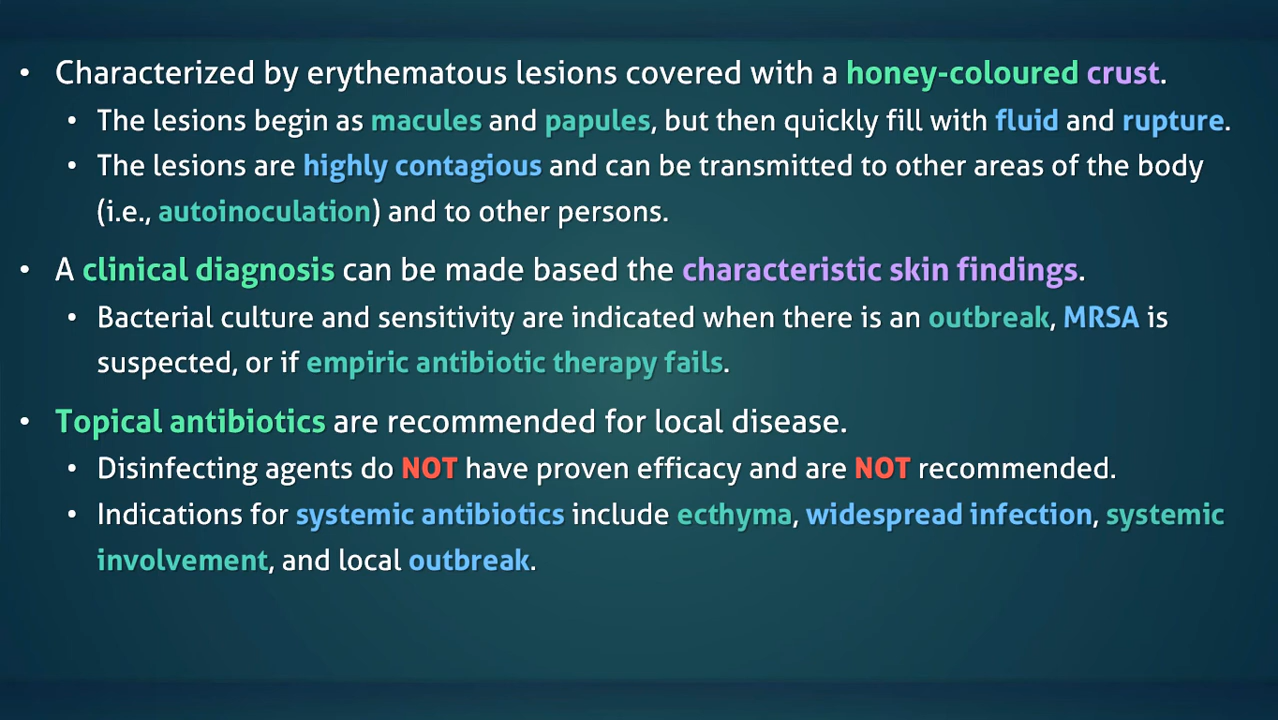 • Characterized by erythematous lesions covered with a honey-coloured crust.
• The lesions begin as macules and papules, but then quickly fill with fluid and rupture.
• The lesions are highly contagious and can be transmitted to other areas of the body
(i.e., autoinoculation) and to other persons.
• A clinical diagnosis can be made based the characteristic skin findings.
• Bacterial culture and sensitivity are indicated when there is an outbreak, MRSA is
suspected, or if empiric antibiotic therapy fails.
• Topical antibiotics are recommended for local disease.
• Disinfecting agents do NOT have proven efficacy and are NOT recommended.
• Indications for systemic antibiotics include ecthyma, widespread infection, systemic
involvement, and local outbreak.